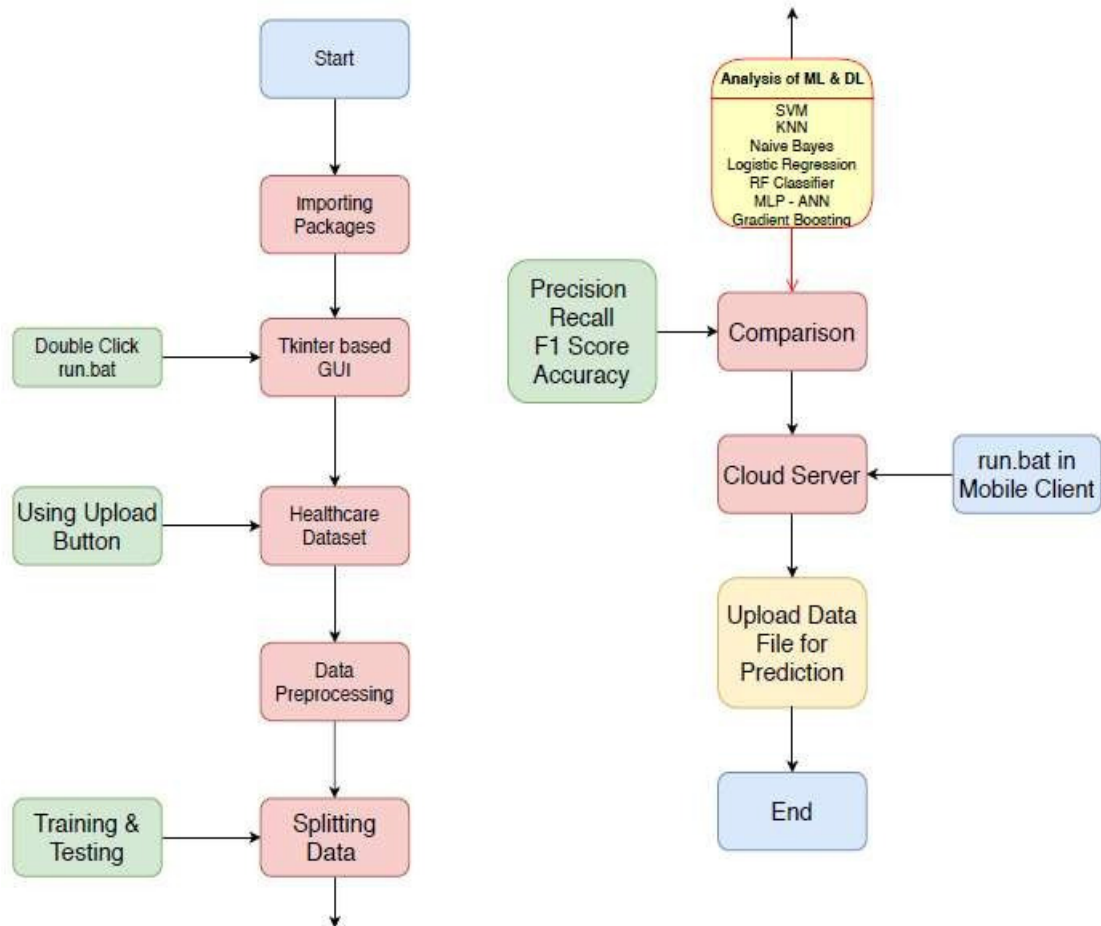 Start
Importing
Packages
Double Click
run.bat
Tkinter based
GUI
Using Upload
Button
Healthcare
Dataset
Data
Preprocessing
Training &
Testing
Splitting
Data
Analysis of ML & DL
SVM
KNN
Naive Bayes
Logistic Regression
RF Classifier
MLP - ANN
Gradient Boosting
Precision
Recall
F1 Score
Accuracy
Comparison
Cloud Server
run.bat in
Mobile Client
Upload Data
File for
Prediction
End